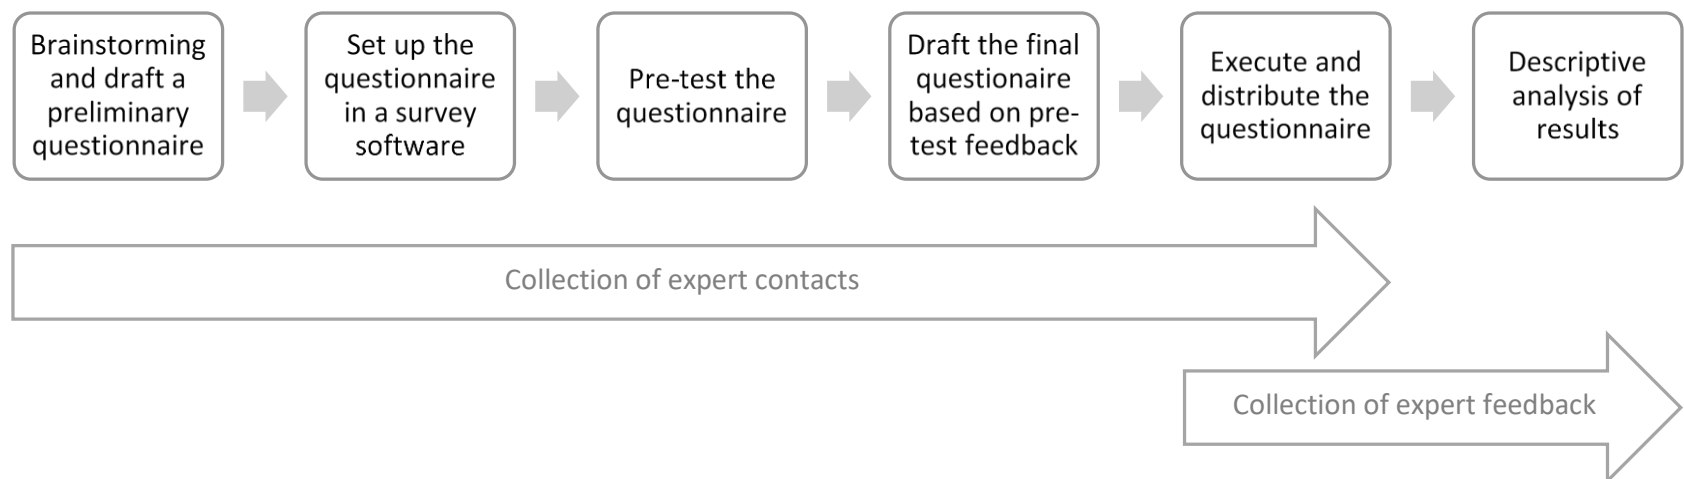 Brainstorming
and draft a
preliminary
questionnaire
Set up the
questionnaire
in a survey
software
Pre-test the
questionnaire
Draft the final
questionaire
based on pre-
test feedback
Execute and
distribute the
questionnaire
Descriptive
analysis of
results
Collection of expert contacts
Collection of expert feedback